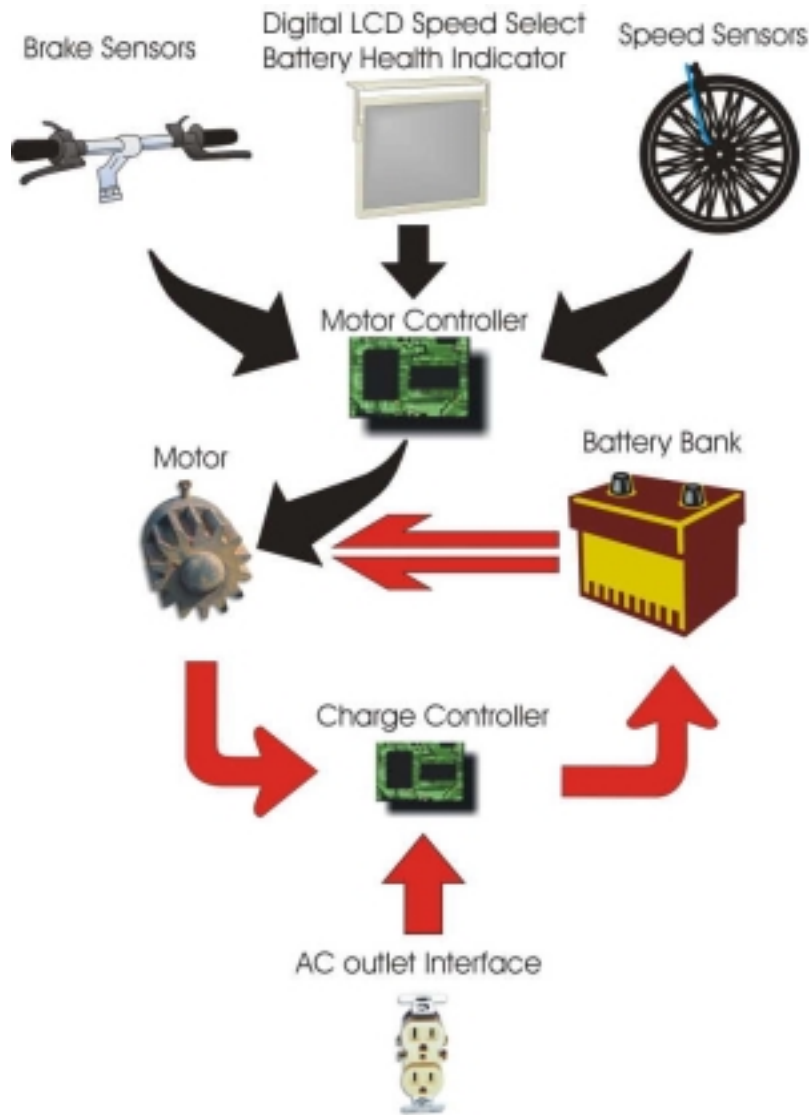 Brake Sensors
Digital LCD Speed Select
Battery Health Indicator
Speed Sensors
Motor Controller
Motor
Battery Bank
Charge Controller
AC outlet Interface